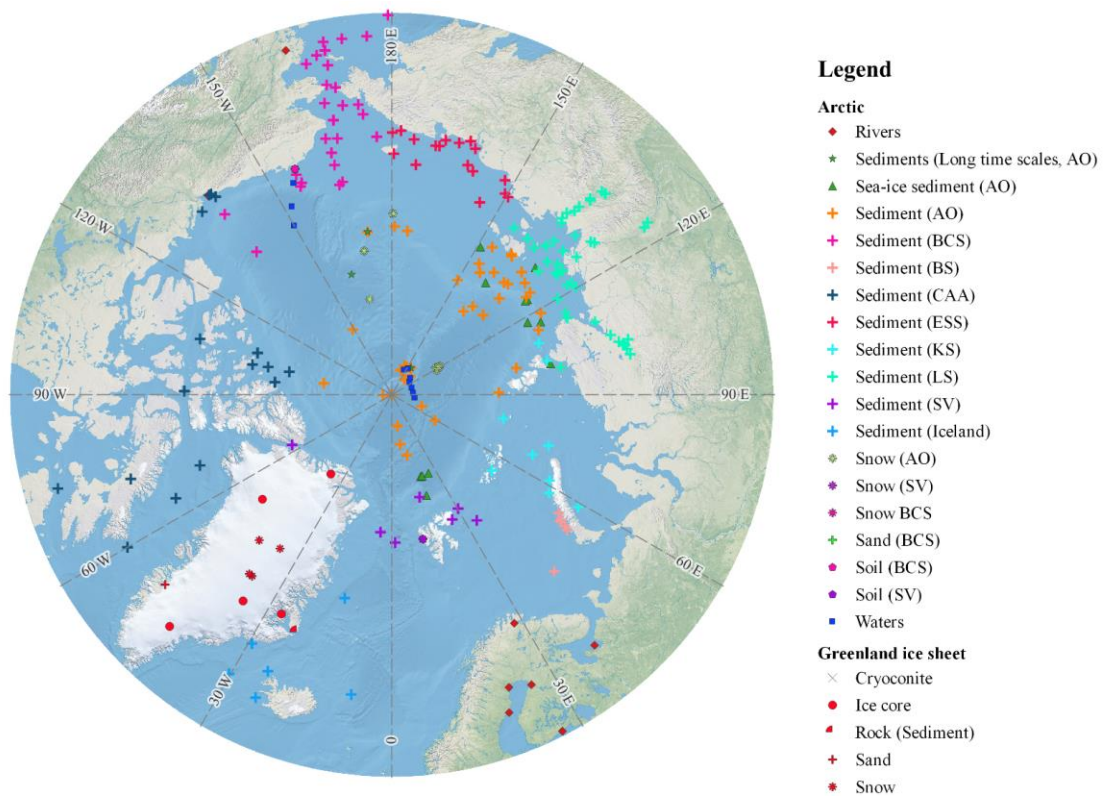 180 E
150 W
150 E
120 W
120 E
90 W
90 E
60 W
60 E
30 W
30 E
0
Legend
Arctic
Rivers
Sediments (Long time scales, AO)
Sea-ice sediment (AO)
Sediment (AO)
Sediment (BCS)
Sediment (BS)
Sediment (CAA)
Sediment (ESS)
Sediment (KS)
Sediment (LS)
Sediment (SV)
Sediment (Iceland)
Snow (AO)
Snow (SV)
Snow BCS
Sand (BCS)
Soil (BCS)
Soil (SV)
Waters
Greenland ice sheet
Cryoconite
Ice core
Rock (Sediment)
Sand
Snow